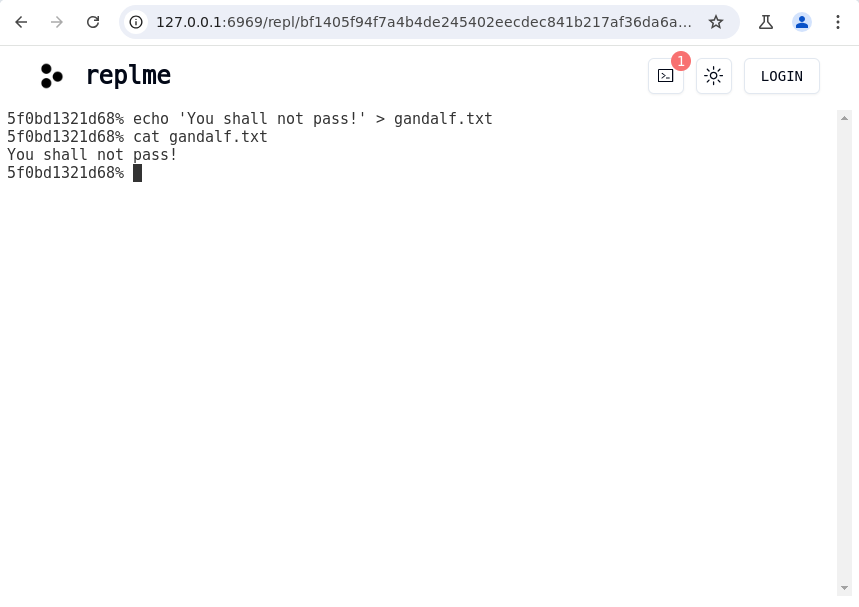 127.0.0.1:6969/repl/bf1405f94f7a4b4de245402eecdec841b217af36da6a...
replme
1
LOGIN
5f0bd1321d68% echo 'You shall not pass!' > gandalf.txt
5f0bd1321d68% cat gandalf.txt
You shall not pass!
5f0bd1321d68%